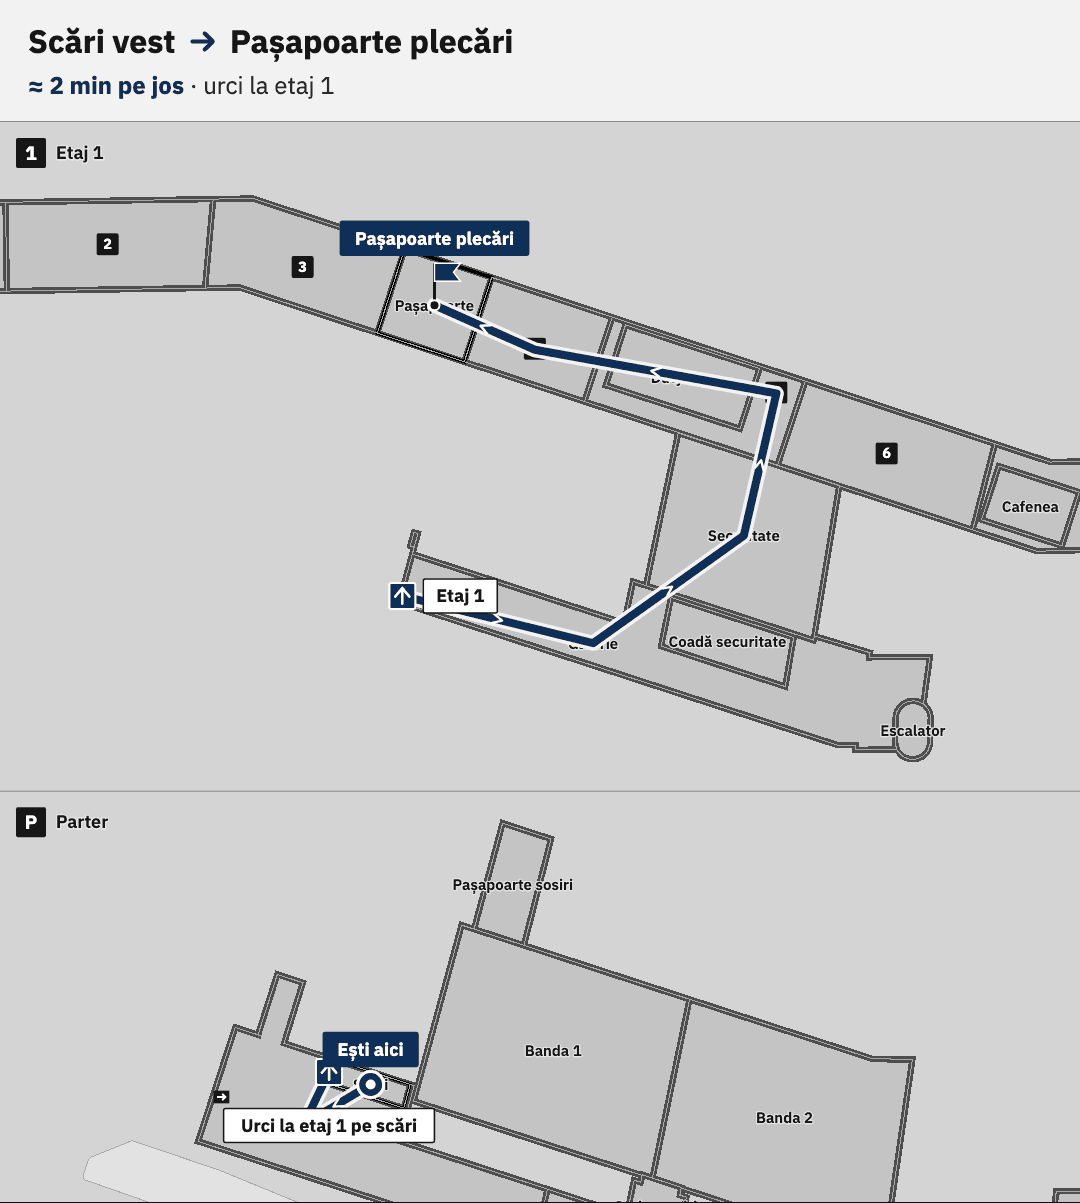 Scări vest → Pașapoarte plecări
≈ 2 min pe jos · urci la etaj 1
1 Etaj 1
2
3
Pașapoarte plecări
6
Cafenea
Etaj 1
Coadă securitate
Escalator
P Parter
Pașapoarte sosiri
Banda 1
Banda 2
Ești aici
Urci la etaj 1 pe scări